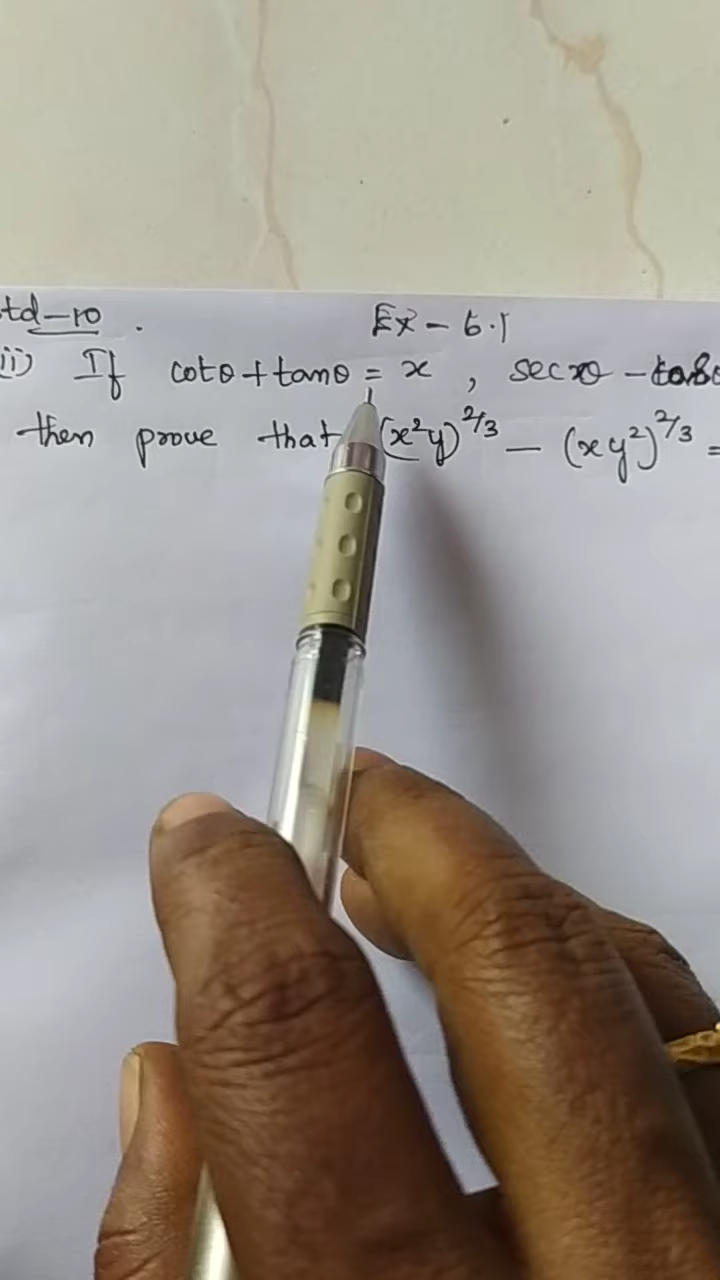 td-10. Ex - 6.1
ii) If cotθ + tanθ = x , secθ -
then prove that (x²y)^2/3 - (xy²)^2/3 =